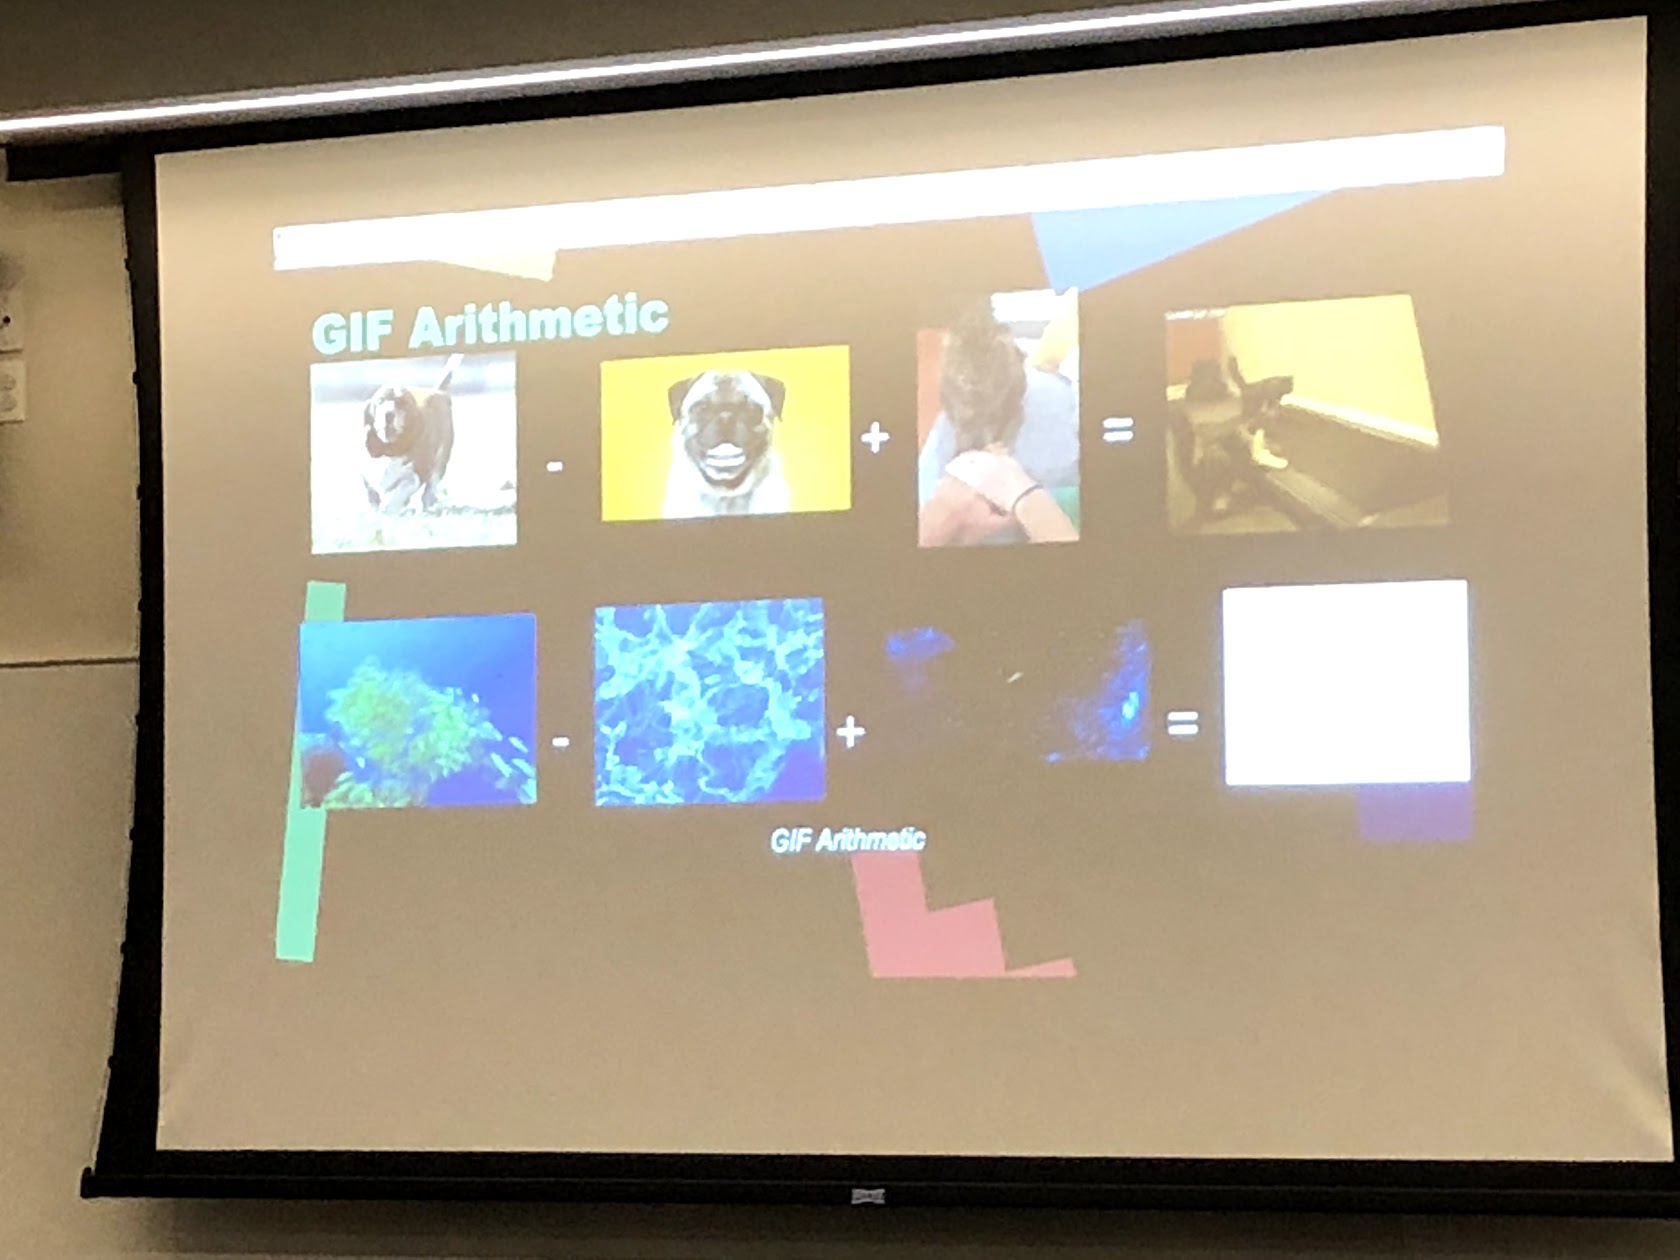 GIF Arithmetic
- + =
- + =
GIF Arithmetic